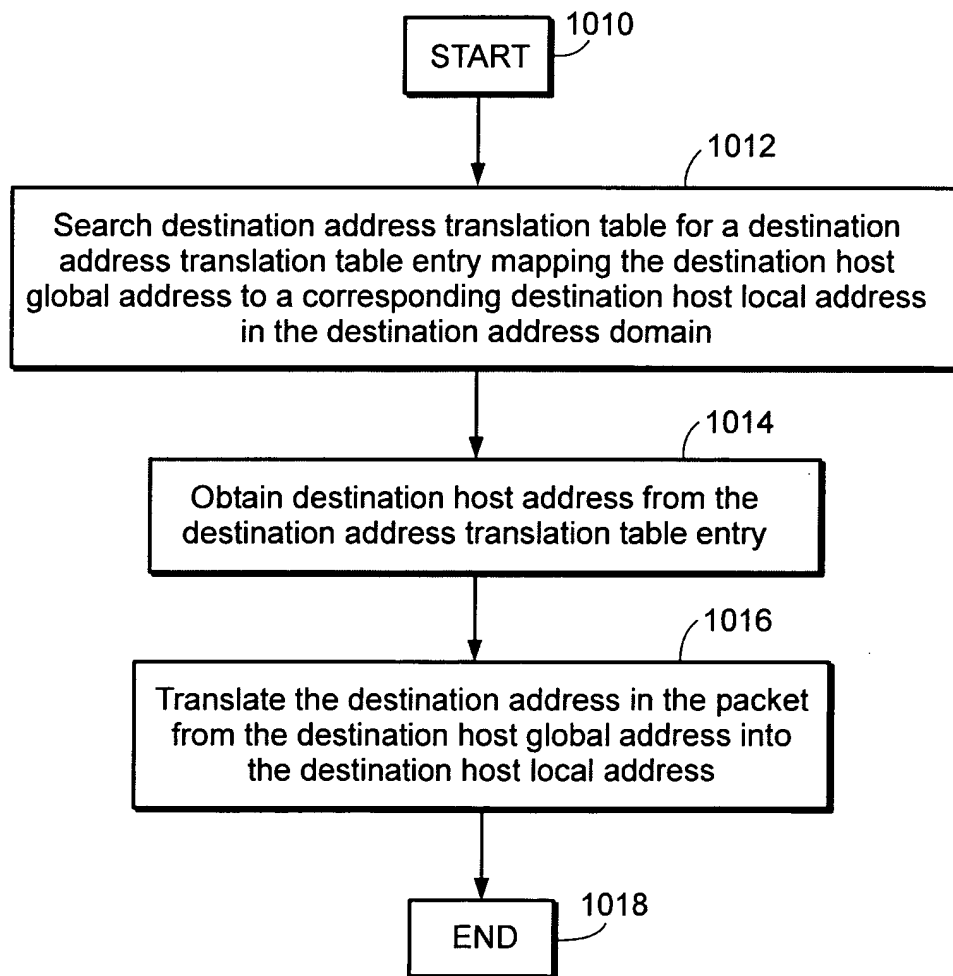 1010
START
1012
Search destination address translation table for a destination
address translation table entry mapping the destination host
global address to a corresponding destination host local address
in the destination address domain
1014
Obtain destination host address from the
destination address translation table entry
1016
Translate the destination address in the packet
from the destination host global address into
the destination host local address
1018
END